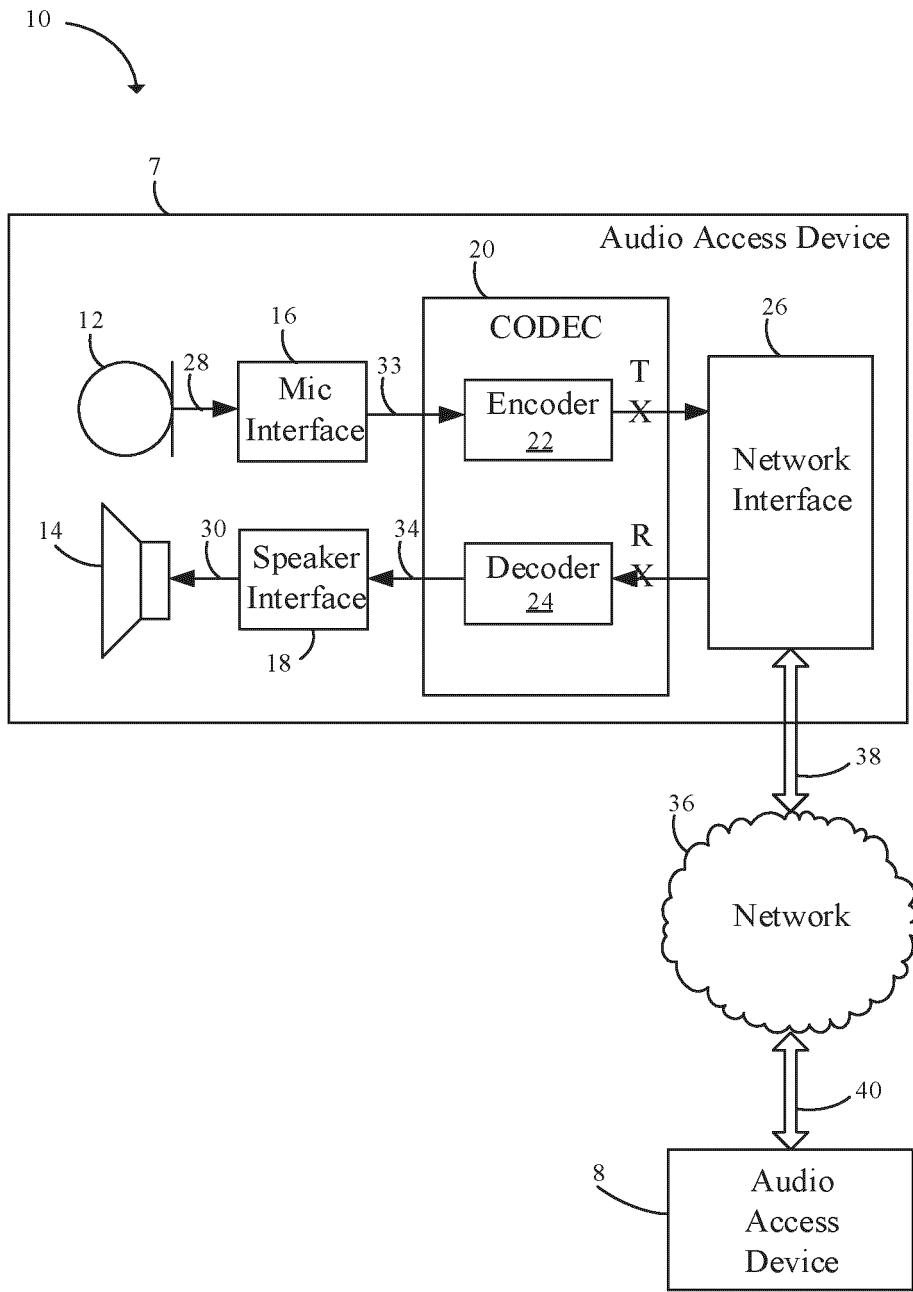 10
7
Audio Access Device
20
12
16
CODEC
26
28
Mic
Interface
33
Encoder
22
T
X
Network
Interface
14
30
Speaker
Interface
18
34
Decoder
24
R
X
38
36
Network
40
8
Audio
Access
Device